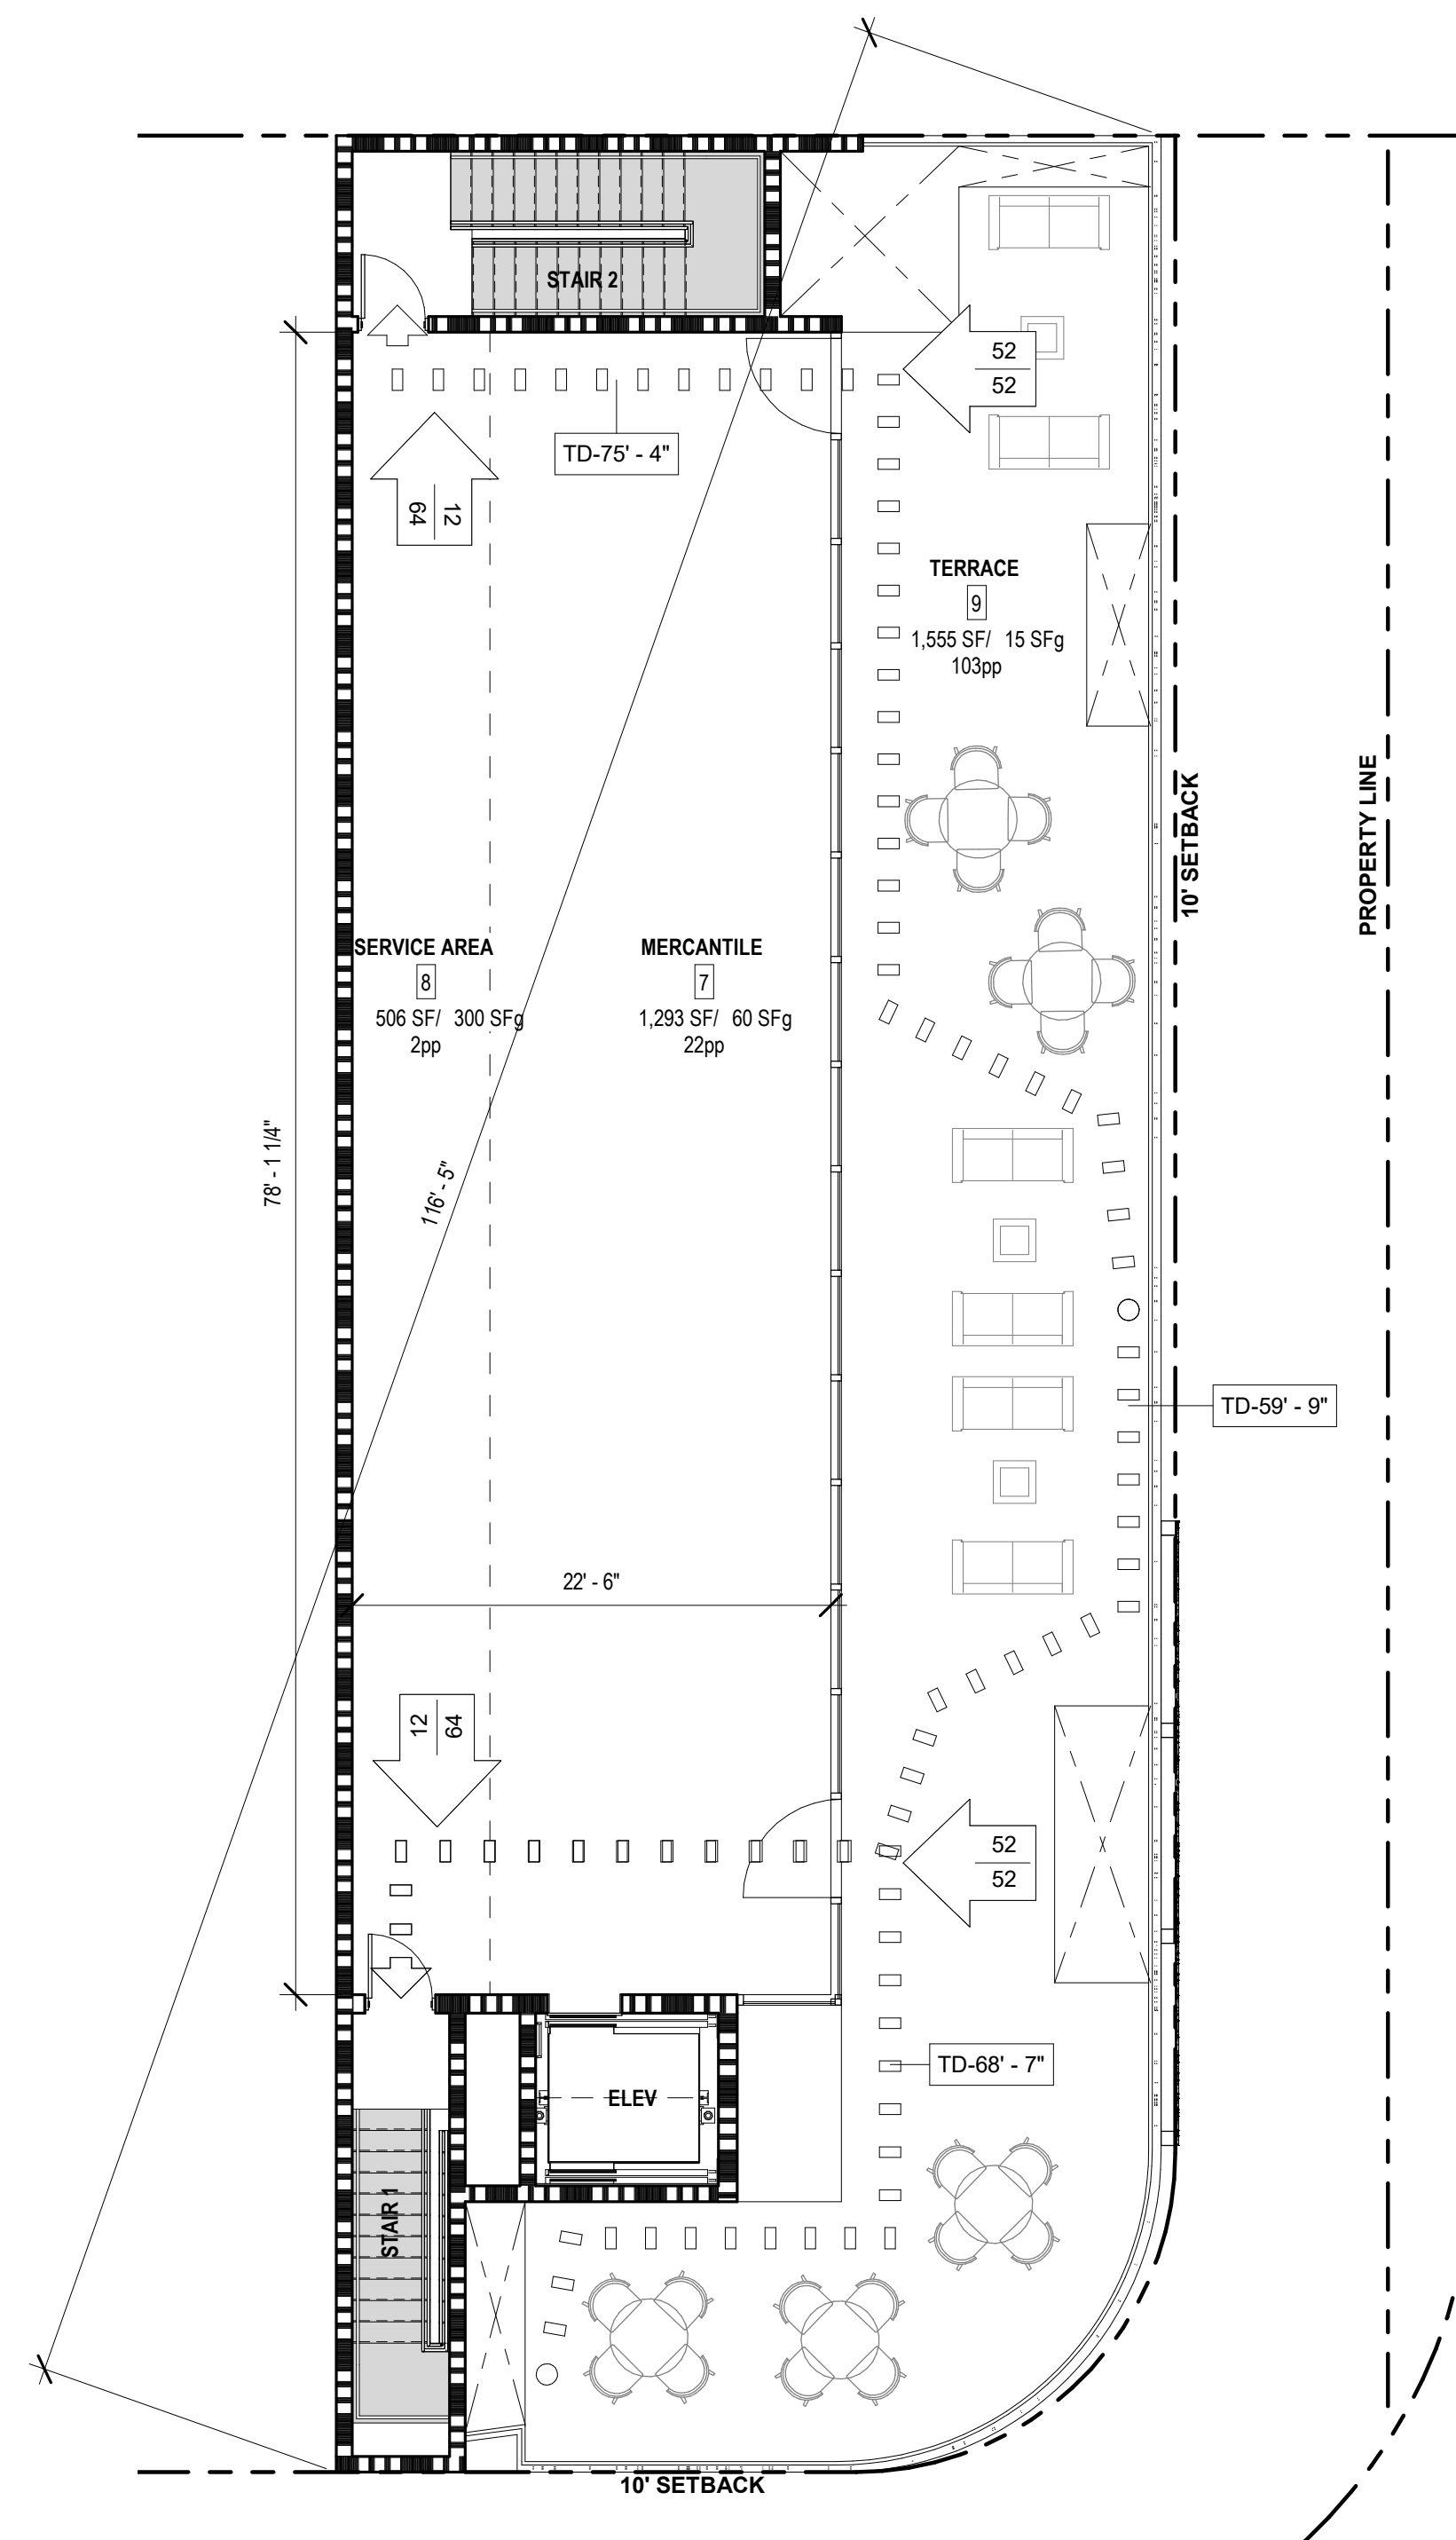 STAIR 2
52
52
TD-75' - 4"
12
64
TERRACE
9
1,555 SF/ 15 SFg
103pp
10' SETBACK
PROPERTY LINE
SERVICE AREA
8
506 SF/ 300 SFg
2pp
MERCANTILE
7
1,293 SF/ 60 SFg
22pp
78' - 1 1/4"
116' - 5"
TD-59' - 9"
22' - 6"
12
64
52
52
TD-68' - 7"
ELEV
STAIR 1
10' SETBACK